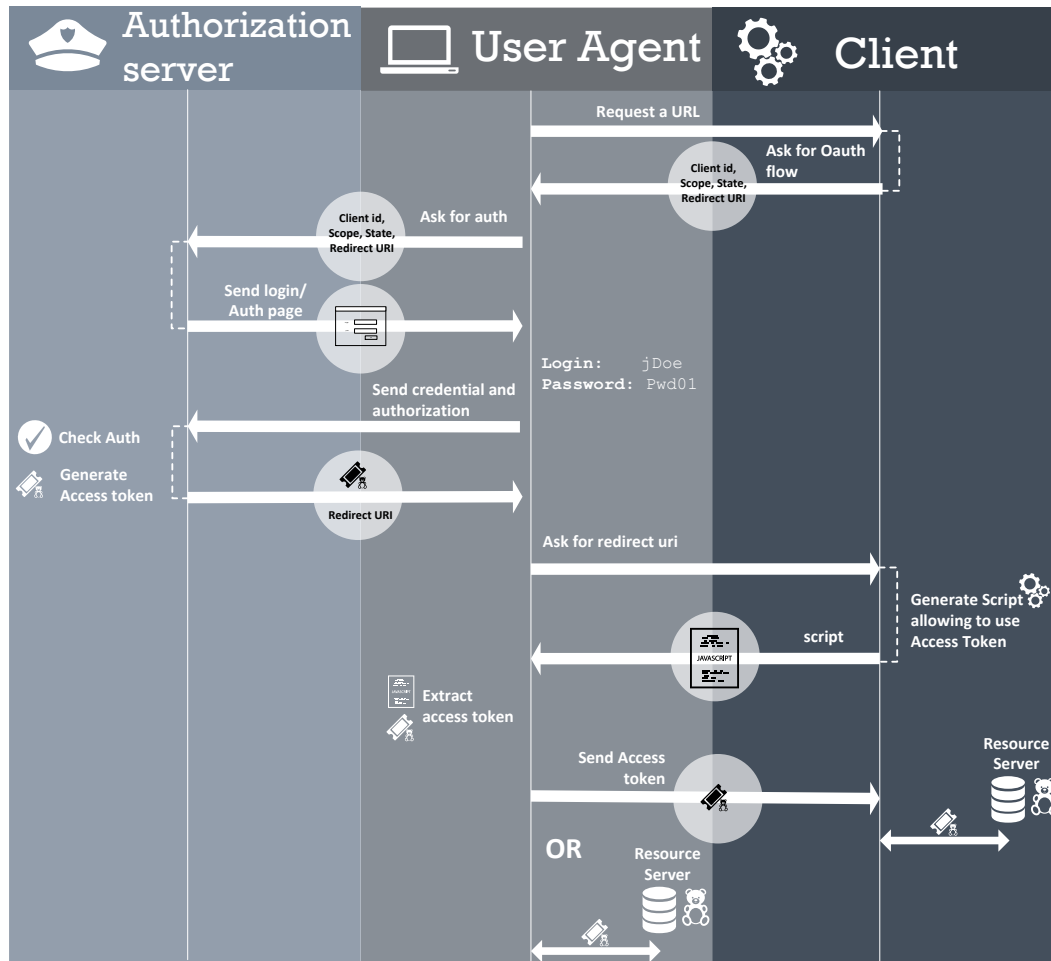 Authorization
server
User Agent
Client
Request a URL
Ask for Oauth
flow
Client id,
Scope, State,
Redirect URI
Ask for auth
Client id,
Scope, State,
Redirect URI
Send login/
Auth page
Login: jDoe
Password: Pwd01
Send credential and
authorization
Check Auth
Generate
Access token
Redirect URI
Ask for redirect uri
Generate Script
allowing to use
Access Token
script
JAVASCRIPT
JAVASCRIPT
Extract
access token
Send Access
token
Resource
Server
OR
Resource
Server